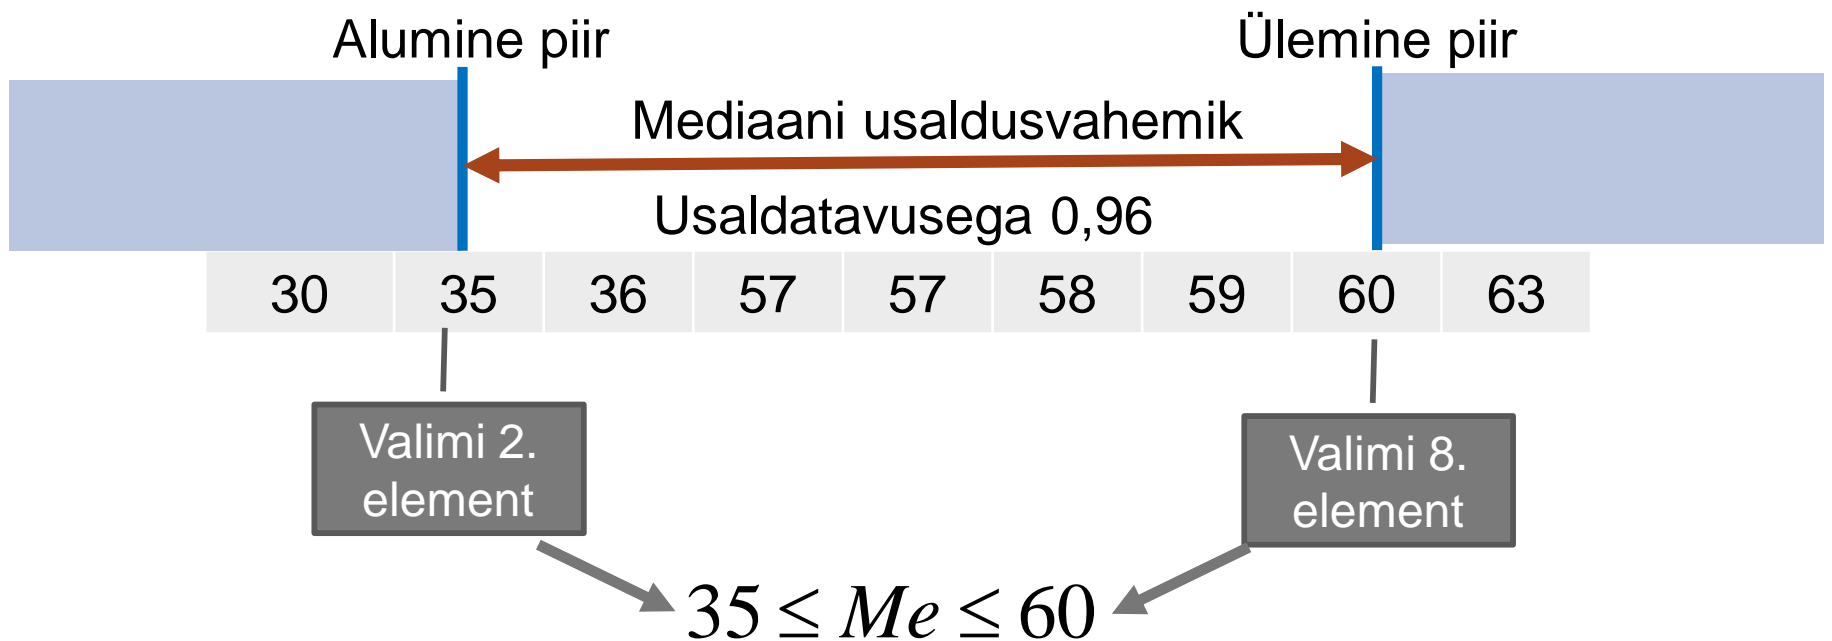 Alumine piir
Ülemine piir
Mediaani usaldusvahemik
Usaldatavusega 0,96
30 35 36 57 57 58 59 60 63
Valimi 2.
element
Valimi 8.
element
35 ≤ Me ≤ 60